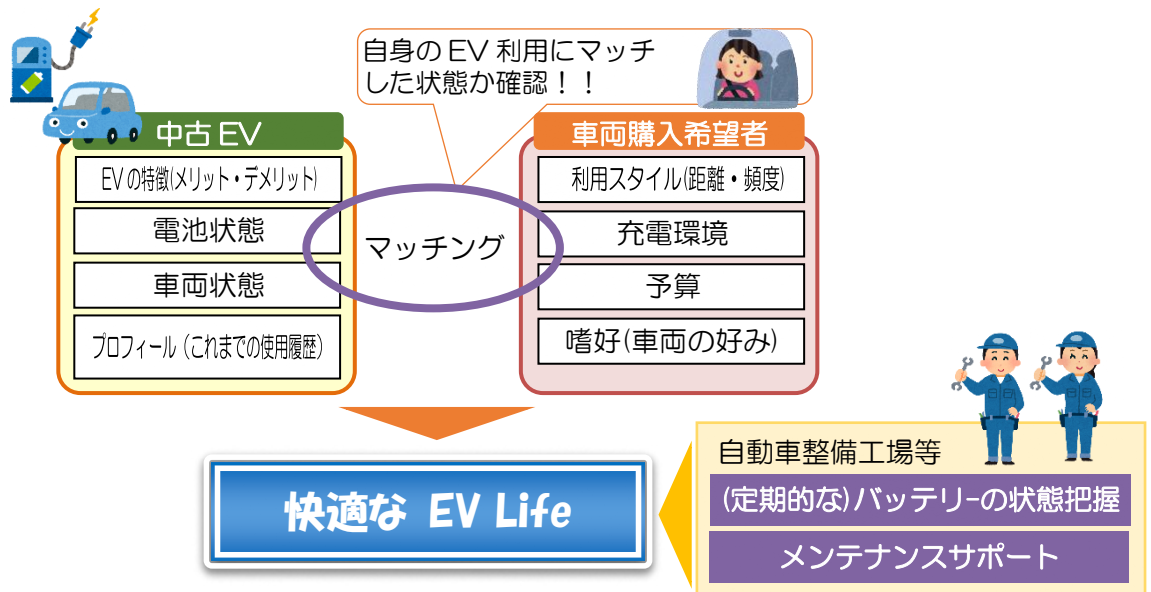 自身の EV 利用にマッチ
した状態か確認！！
中古 EV
EV の特徴(メリット・デメリット)
電池状態
車両状態
プロフィール（これまでの使用履歴）
マッチング
車両購入希望者
利用スタイル(距離・頻度)
充電環境
予算
嗜好(車両の好み)
快適な EV Life
自動車整備工場等
(定期的な)バッテリーの状態把握
メンテナンスサポート